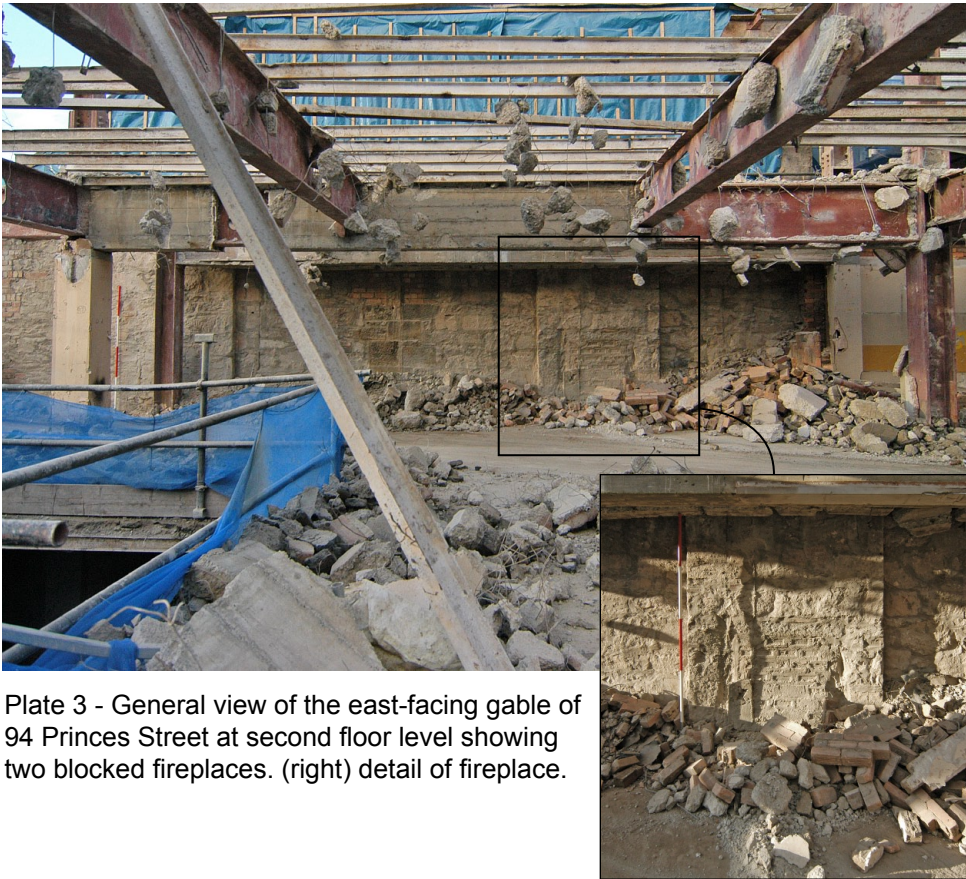 Plate 3 - General view of the east-facing gable of
94 Princes Street at second floor level showing
two blocked fireplaces. (right) detail of fireplace.